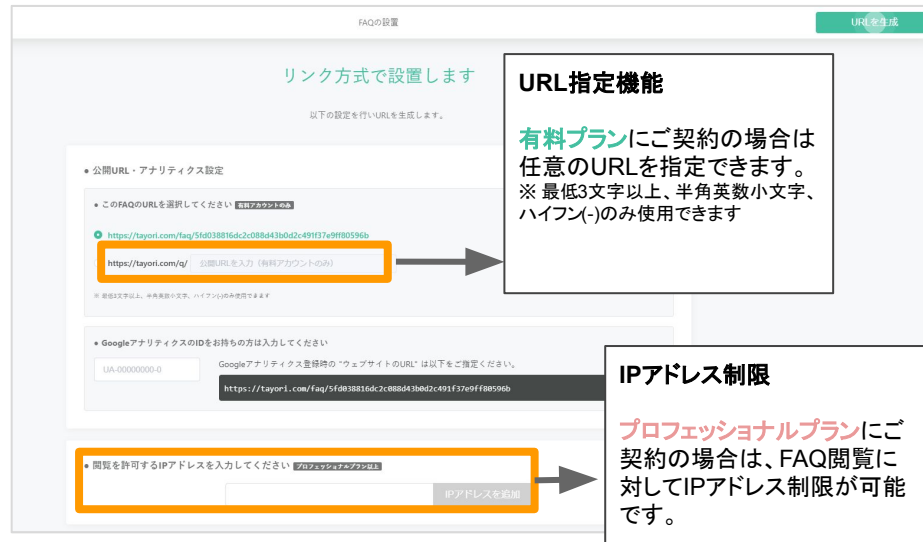 FAQの設置
URLを生成
リンク方式で設置します
以下の設定を行いURLを生成します。
● 公開URL・アナリティクス設定
● このFAQのURLを選択してください 有料アカウントのみ
https://tayori.com/faq/5fd038816dc2c088d43b0d2c491f37e9ff80596b
https://tayori.com/q/ 公開URLを入力（有料アカウントのみ）
※ 最低3文字以上、半角英数小文字、ハイフン(-)のみ使用できます
● GoogleアナリティクスのIDをお持ちの方は入力してください
UA-00000000-0
Googleアナリティクス登録時の "ウェブサイトのURL" は以下をご指定ください。
https://tayori.com/faq/5fd038816dc2c088d43b0d2c491f37e9ff80596b
● 閲覧を許可するIPアドレスを入力してください プロフェッショナルプラン以上
IPアドレスを追加
URL指定機能
有料プランにご契約の場合は
任意のURLを指定できます。
※ 最低3文字以上、半角英数小文字、
ハイフン(-)のみ使用できます
IPアドレス制限
プロフェッショナルプランにご
契約の場合は、FAQ閲覧に
対してIPアドレス制限が可能
です。